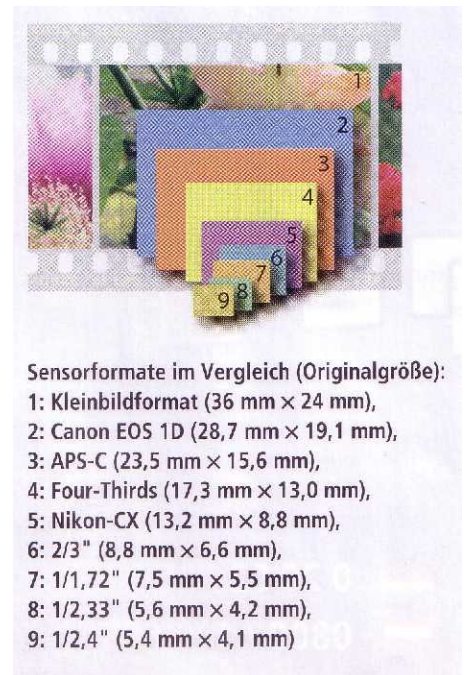 1
2
3
4
5
6
7
8
9
Sensorformate im Vergleich (Originalgröße):
1: Kleinbildformat (36 mm × 24 mm),
2: Canon EOS 1D (28,7 mm × 19,1 mm),
3: APS-C (23,5 mm × 15,6 mm),
4: Four-Thirds (17,3 mm × 13,0 mm),
5: Nikon-CX (13,2 mm × 8,8 mm),
6: 2/3" (8,8 mm × 6,6 mm),
7: 1/1,72" (7,5 mm × 5,5 mm),
8: 1/2,33" (5,6 mm × 4,2 mm),
9: 1/2,4" (5,4 mm × 4,1 mm)